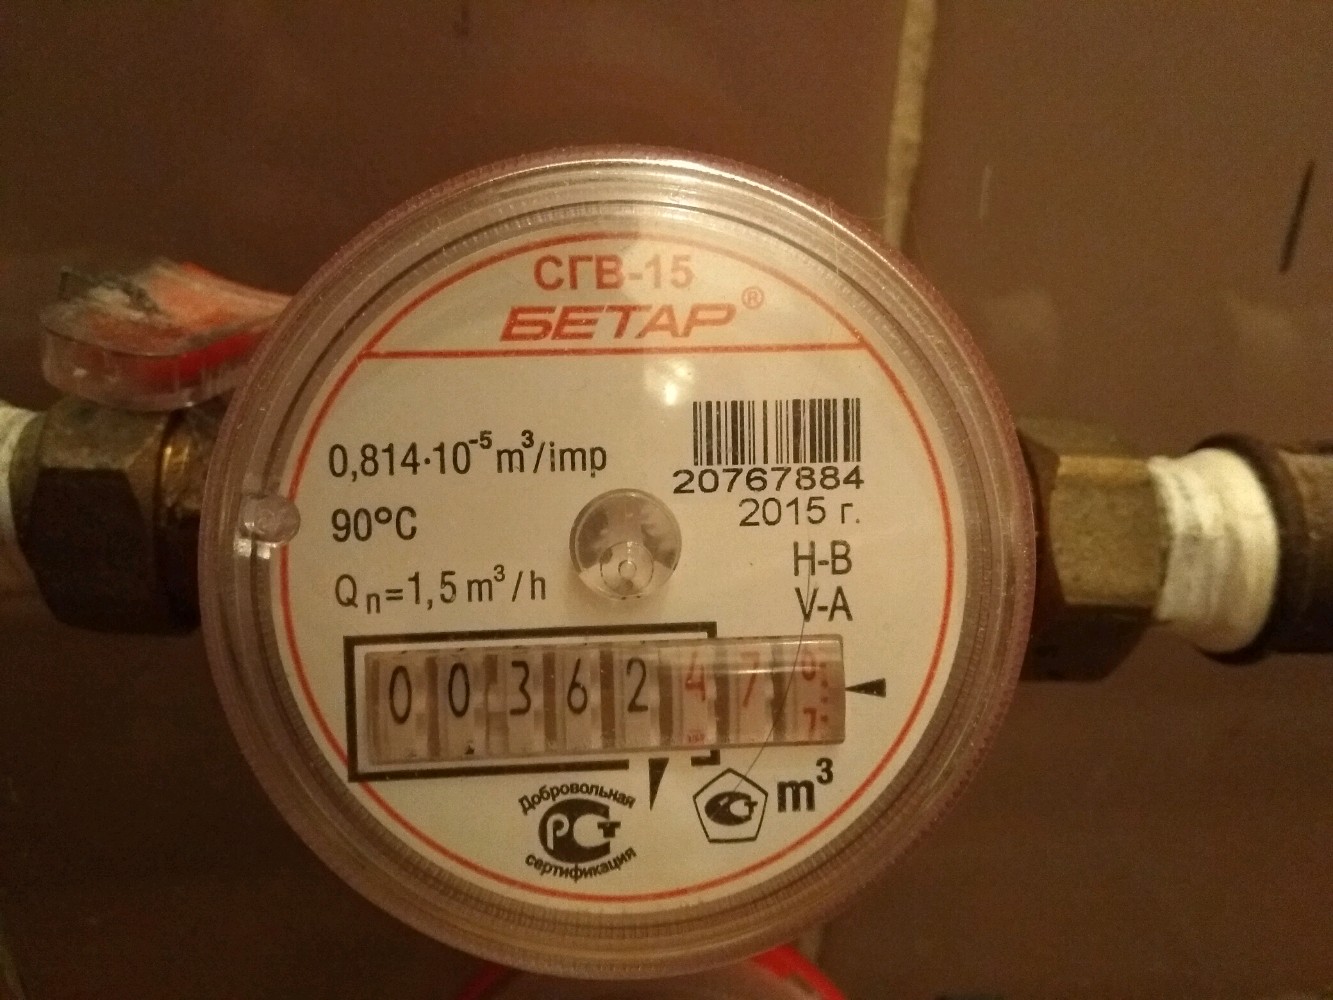 СГВ-15
БЕТАР®
0,814·10⁻⁵ m³/imp
20767884
90°C
2015 г.
H-B
Qn=1,5 m³/h
V-A
0 0 3 6 2 4 7
m³
Добровольная
РСТ
сертификация